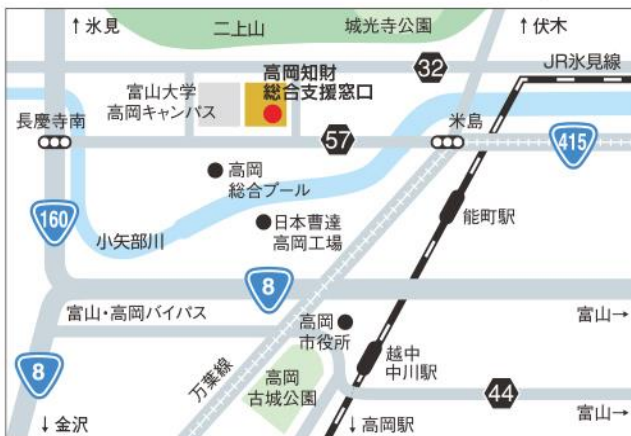 ↑氷見
二上山
城光寺公園
↑伏木
JR氷見線
富山大学
高岡キャンパス
高岡知財
総合支援窓口
32
長慶寺南
57
米島
415
高岡
総合プール
160
小矢部川
日本曹達
高岡工場
能町駅
8
富山・高岡バイパス
富山→
高岡
市役所
越中
中川駅
8
万葉線
高岡
古城公園
44
↓金沢
↓高岡駅
富山→